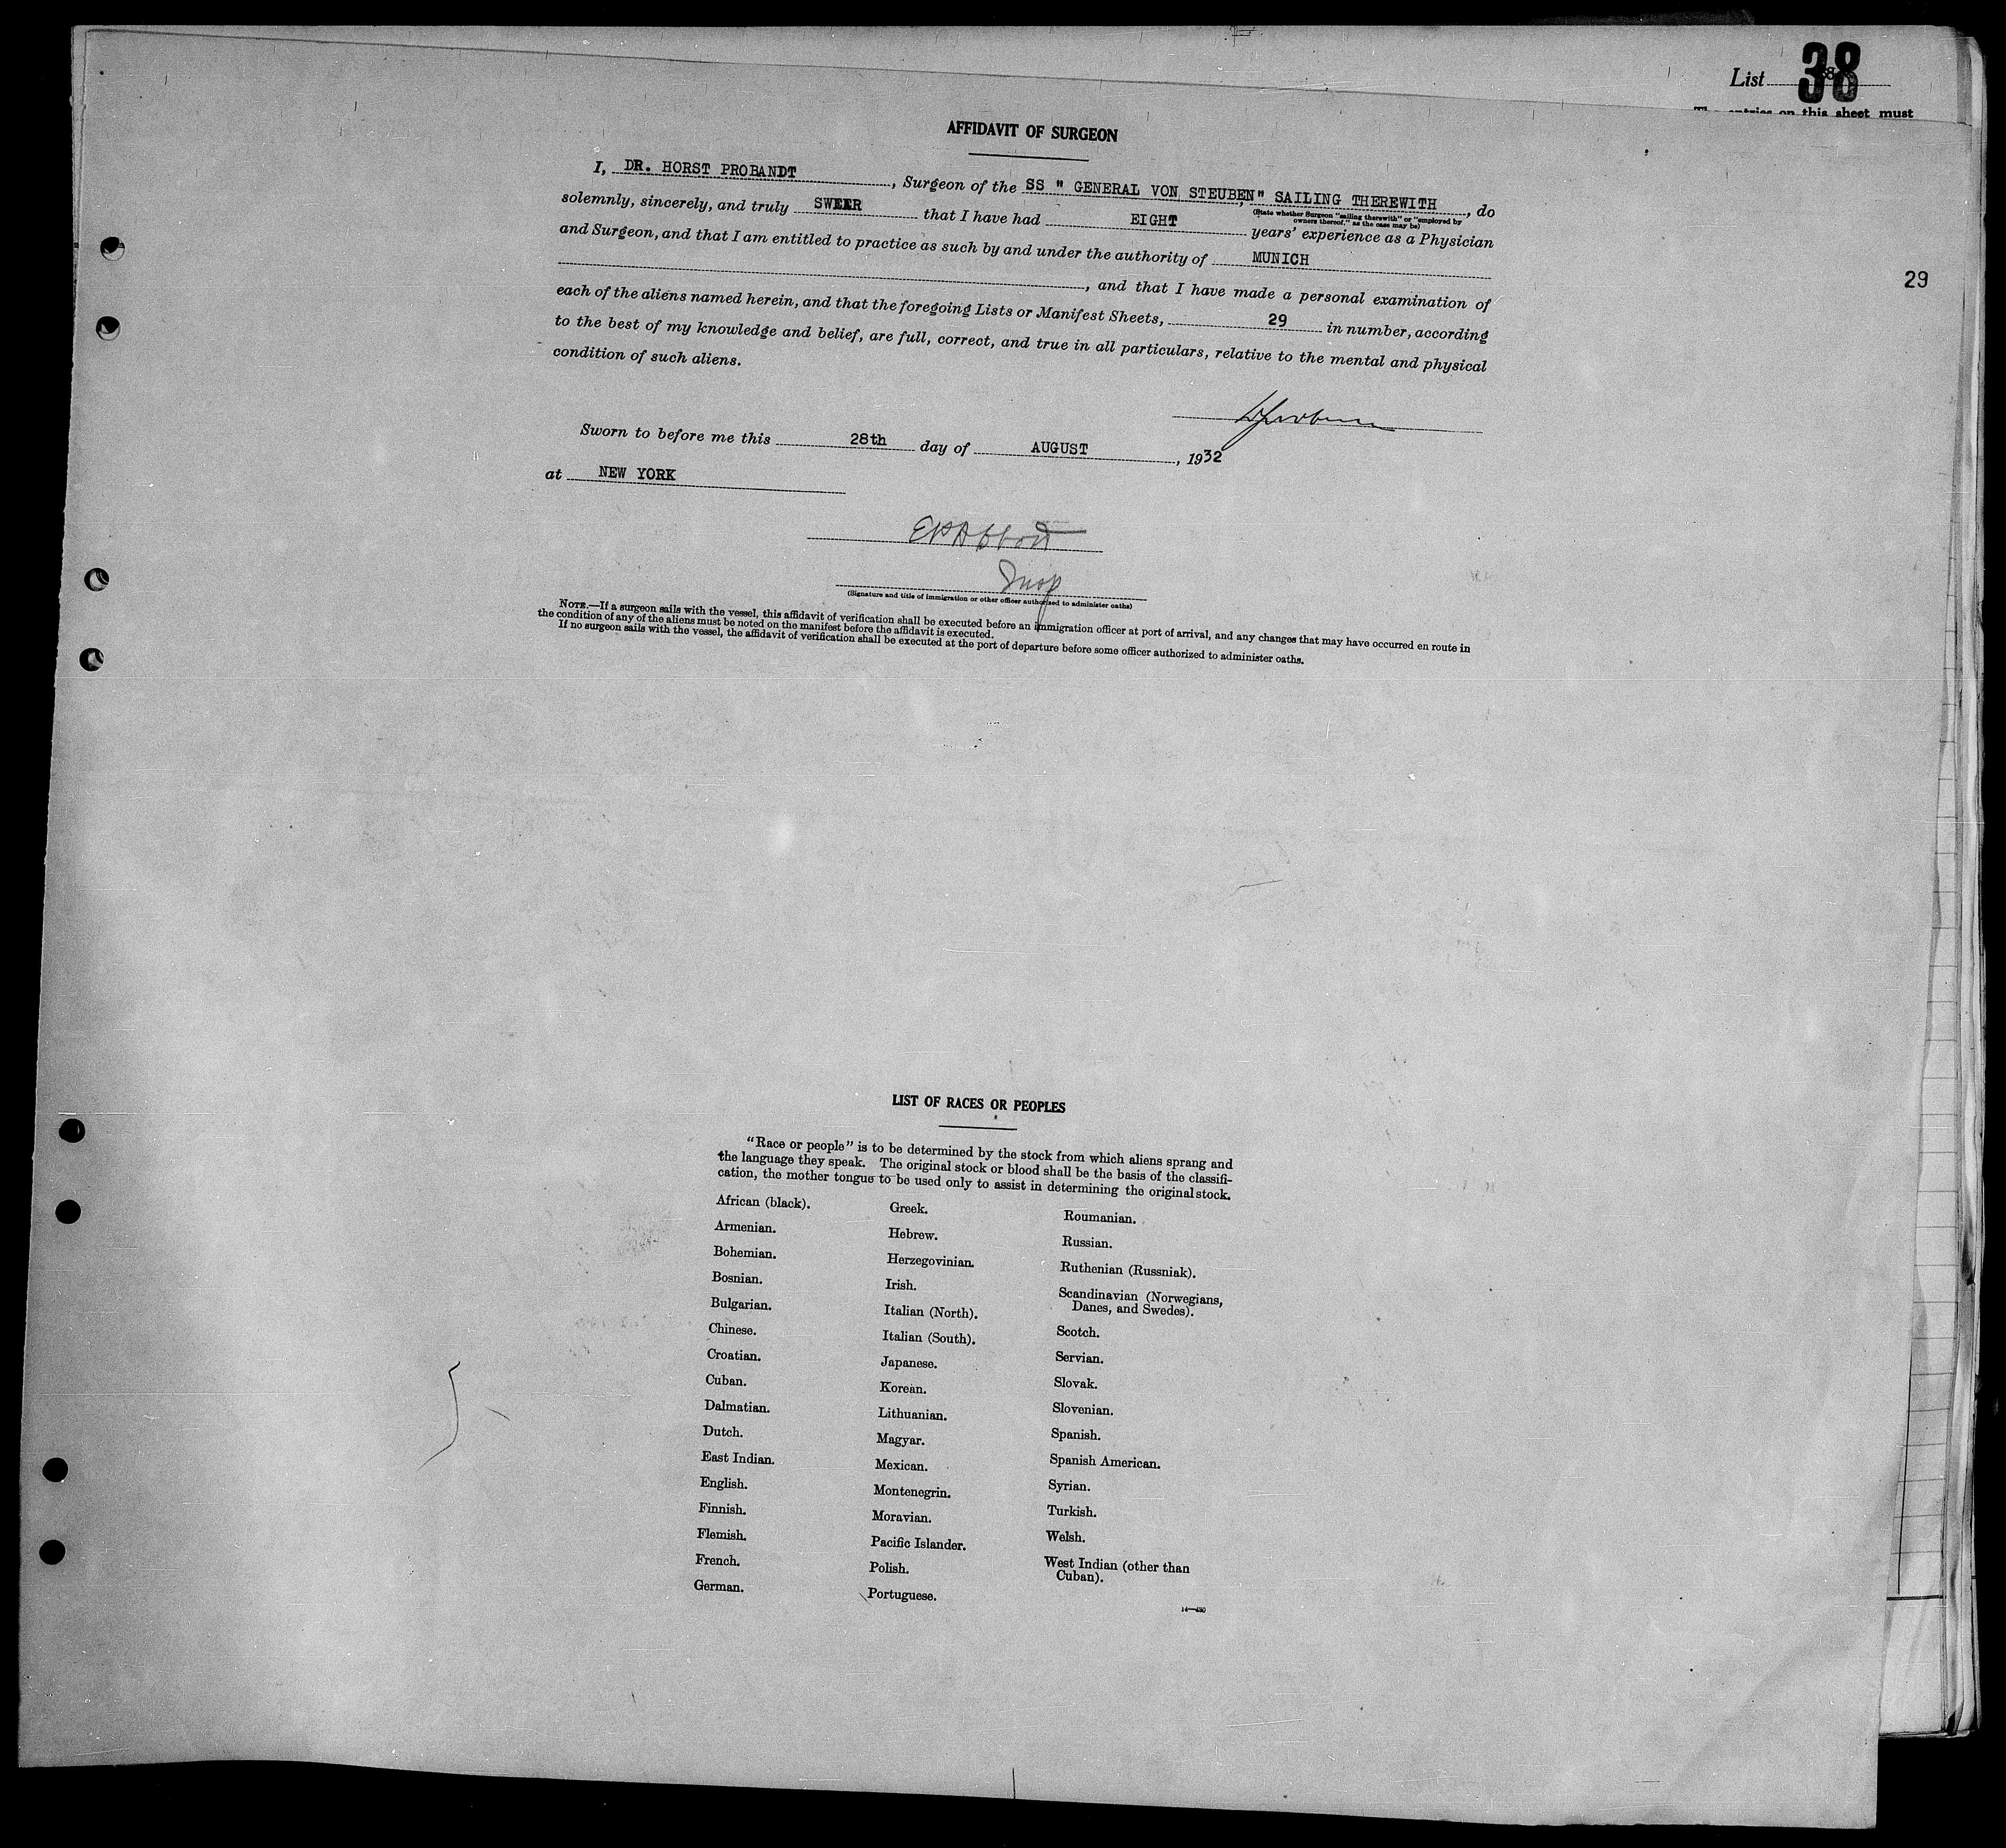 List 38
The entries on this sheet must
AFFIDAVIT OF SURGEON
I, DR. HORST PROBANDT, Surgeon of the SS " GENERAL VON STEUBEN", SAILING THEREWITH, do
(State whether Surgeon "sailing therewith" or "employed by owners thereof," as the case may be)
solemnly, sincerely, and truly SWEAR that I have had EIGHT years' experience as a Physician
and Surgeon, and that I am entitled to practice as such by and under the authority of MUNICH
, and that I have made a personal examination of
29
each of the aliens named herein, and that the foregoing Lists or Manifest Sheets, 29 in number, according
to the best of my knowledge and belief, are full, correct, and true in all particulars, relative to the mental and physical
condition of such aliens.
Sworn to before me this 28th day of AUGUST, 1932
at NEW YORK
Insp
(Signature and title of immigration or other officer authorized to administer oaths)
NOTE.—If a surgeon sails with the vessel, this affidavit of verification shall be executed before an immigration officer at port of arrival, and any changes that may have occurred en route in
the condition of any of the aliens must be noted on the manifest before the affidavit is executed.
If no surgeon sails with the vessel, the affidavit of verification shall be executed at the port of departure before some officer authorized to administer oaths.
LIST OF RACES OR PEOPLES
"Race or people" is to be determined by the stock from which aliens sprang and
the language they speak. The original stock or blood shall be the basis of the classifi-
cation, the mother tongue to be used only to assist in determining the original stock.
African (black).
Armenian.
Bohemian.
Bosnian.
Bulgarian.
Chinese.
Croatian.
Cuban.
Dalmatian.
Dutch.
East Indian.
English.
Finnish.
Flemish.
French.
German.
Greek.
Hebrew.
Herzegovinian.
Irish.
Italian (North).
Italian (South).
Japanese.
Korean.
Lithuanian.
Magyar.
Mexican.
Montenegrin.
Moravian.
Pacific Islander.
Polish.
Portuguese.
Roumanian.
Russian.
Ruthenian (Russniak).
Scandinavian (Norwegians,
Danes, and Swedes).
Scotch.
Servian.
Slovak.
Slovenian.
Spanish.
Spanish American.
Syrian.
Turkish.
Welsh.
West Indian (other than
Cuban).